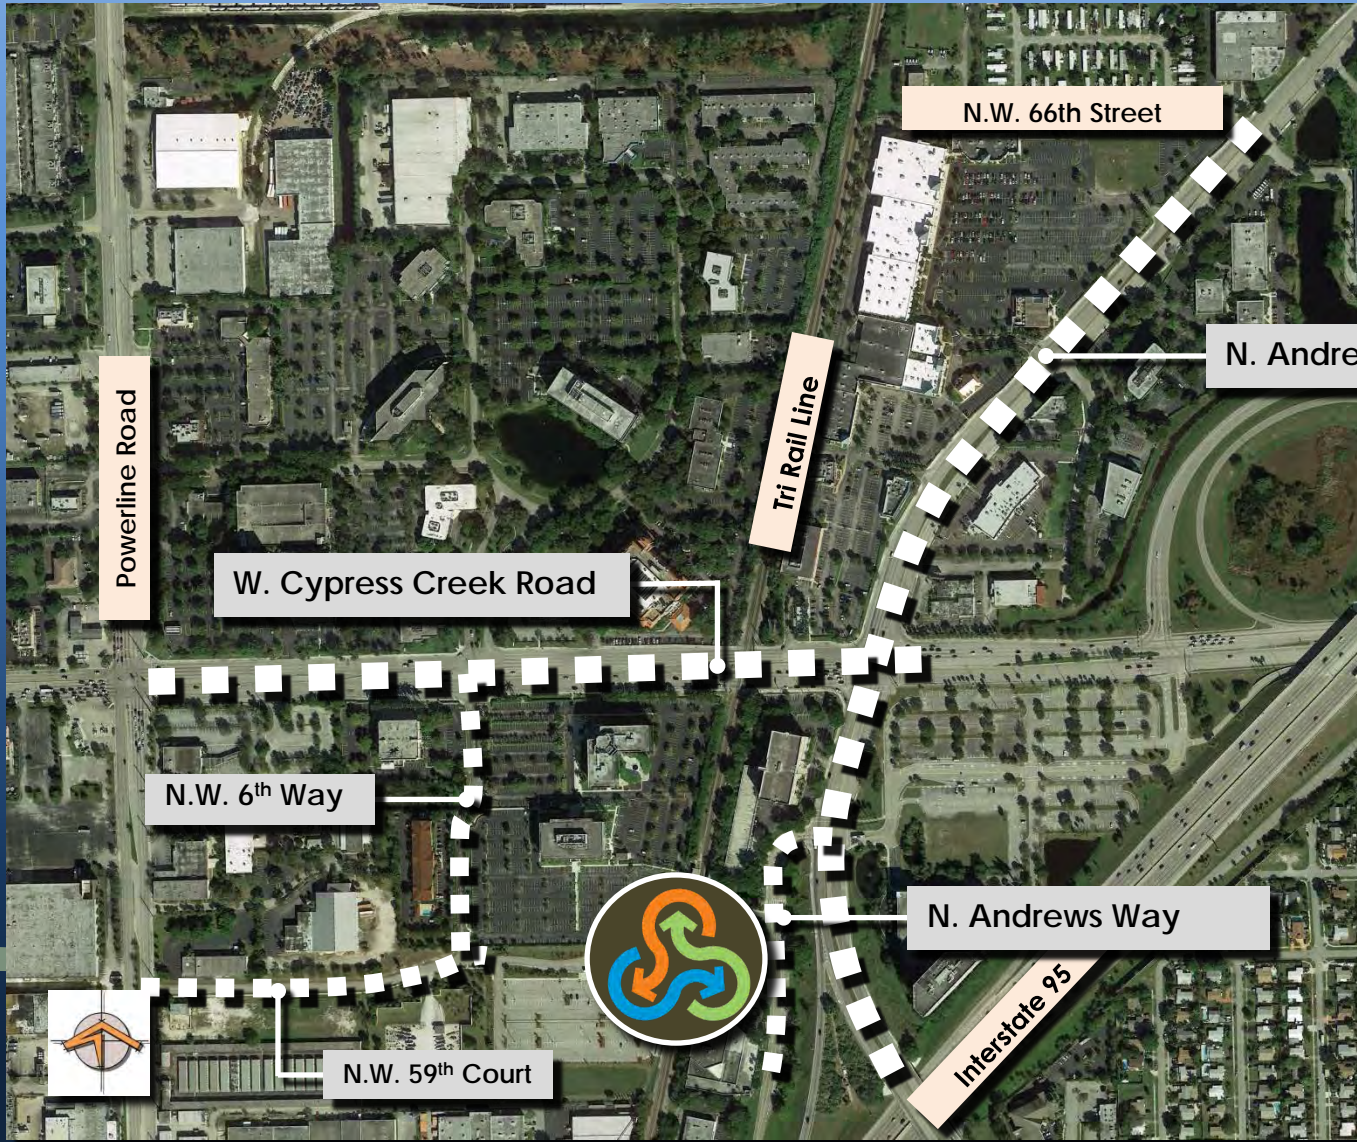 N.W. 66th Street
N. Andre
Powerline Road
Tri Rail Line
W. Cypress Creek Road
N.W. 6th Way
N. Andrews Way
Interstate 95
N.W. 59th Court